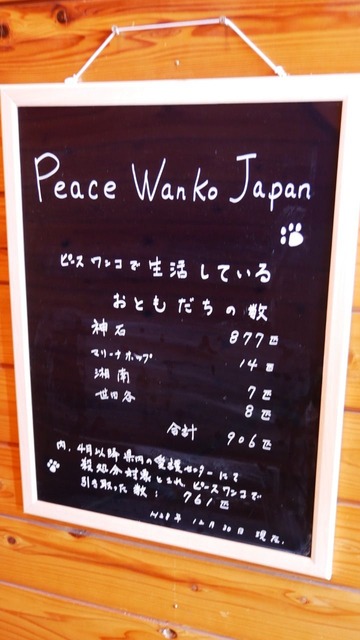 Peace Wanko Japan
ピースワンコで生活している
おともだちの数
神石 877匹
マリーナホップ 14匹
湘南 7匹
世田谷 8匹
合計 906匹
内、4月以降県内の愛護センターにて
殺処分対象とされピースワンコで
引き取った数：761匹
H28年12月30日現在.